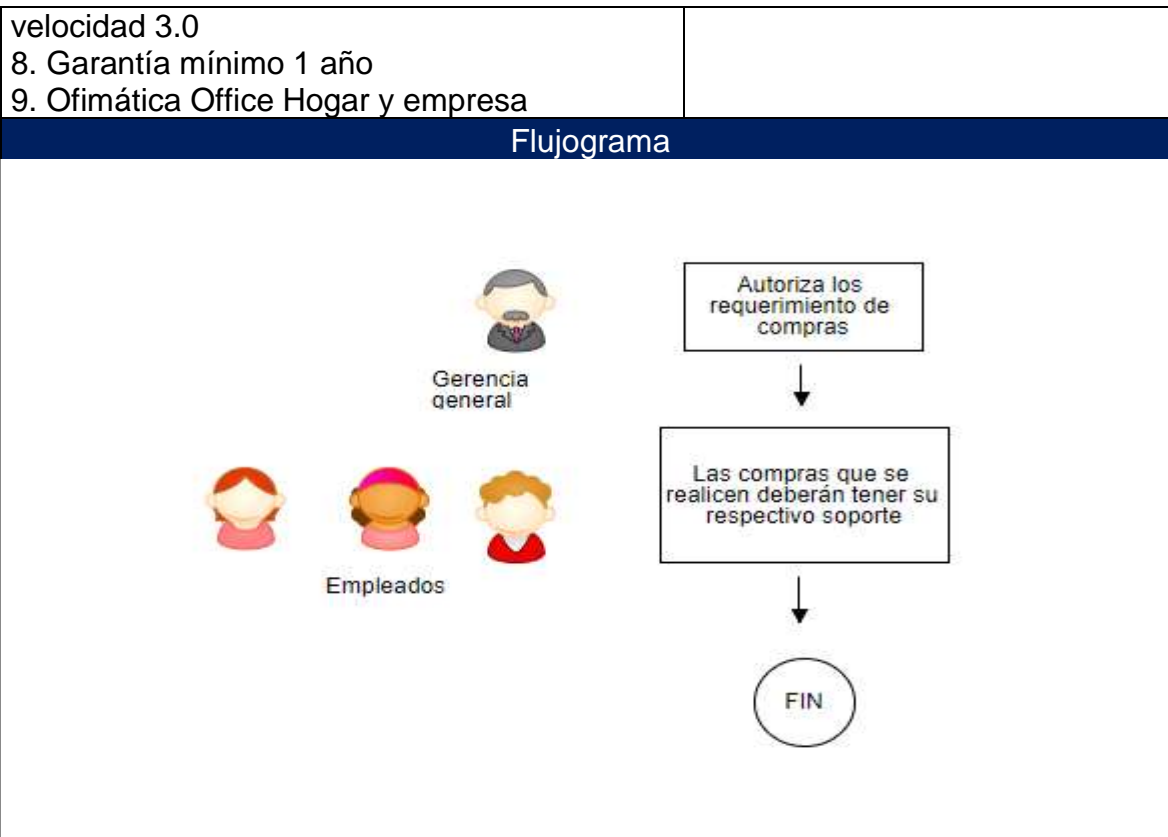 velocidad 3.0
8. Garantía mínimo 1 año
9. Ofimática Office Hogar y empresa
Flujograma
Gerencia
general
Autoriza los
requerimiento de
compras
Empleados
Las compras que se
realicen deberán tener su
respectivo soporte
FIN